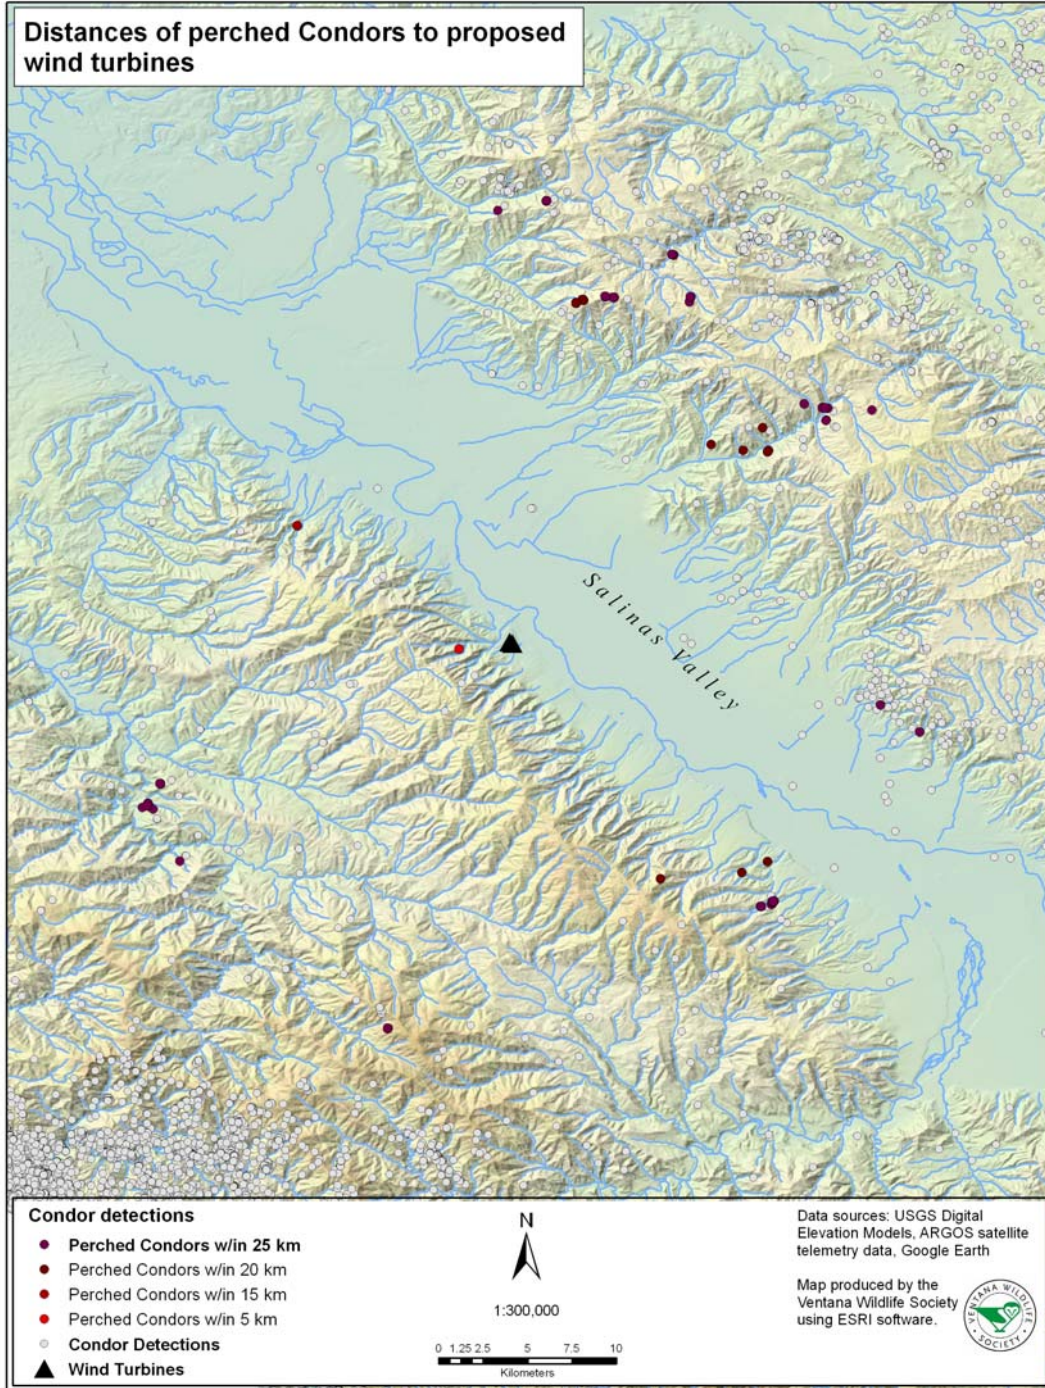 Distances of perched Condors to proposed
wind turbines
Salinas Valley
Condor detections
Perched Condors w/in 25 km
Perched Condors w/in 20 km
Perched Condors w/in 15 km
Perched Condors w/in 5 km
Condor Detections
Wind Turbines
N
1:300,000
0 1.25 2.5 5 7.5 10
Kilometers
Data sources: USGS Digital
Elevation Models, ARGOS satellite
telemetry data, Google Earth
Map produced by the
Ventana Wildlife Society
using ESRI software.
VENTANA WILDLIFE
SOCIETY